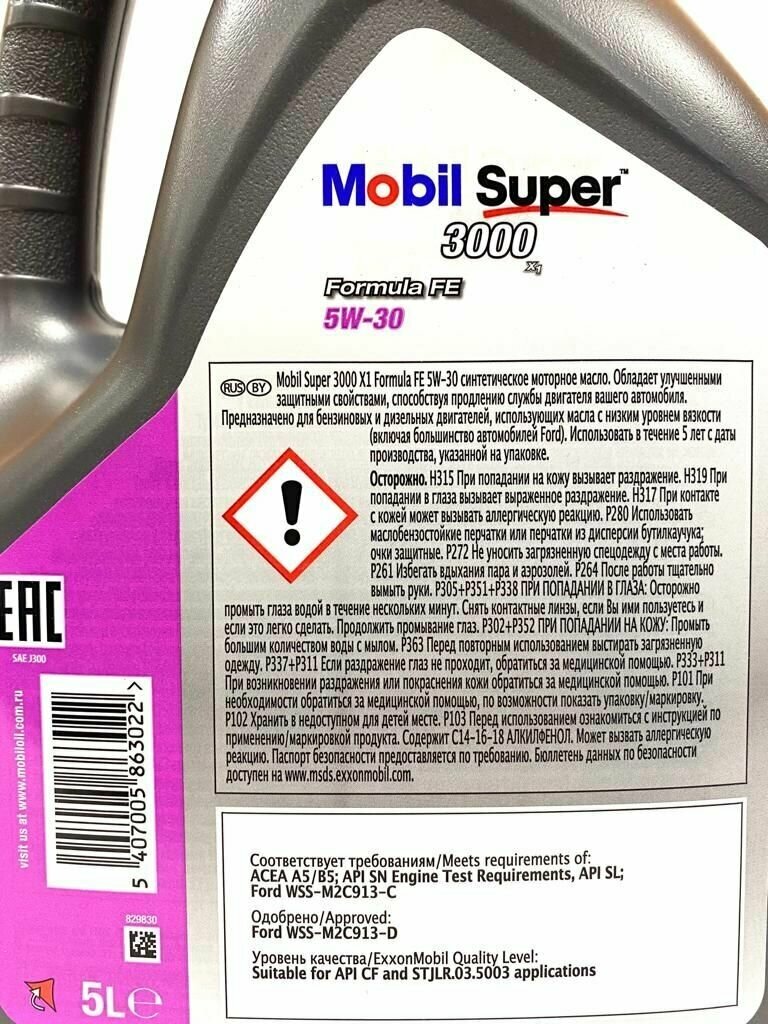 Mobil Super™
3000
X1
Formula FE
5W-30
RUS BY Mobil Super 3000 X1 Formula FE 5W-30 синтетическое моторное масло. Обладает улучшенными
защитными свойствами, способствуя продлению службы двигателя вашего автомобиля.
Предназначено для бензиновых и дизельных двигателей, использующих масла с низким уровнем вязкости
(включая большинство автомобилей Ford). Использовать в течение 5 лет с даты
производства, указанной на упаковке.
Осторожно. H315 При попадании на кожу вызывает раздражение. H319 При
попадании в глаза вызывает выраженное раздражение. H317 При контакте
с кожей может вызывать аллергическую реакцию. P280 Использовать
маслобензостойкие перчатки или перчатки из дисперсии бутилкаучука;
очки защитные. P272 Не уносить загрязненную спецодежду с места работы.
P261 Избегать вдыхания пара и аэрозолей. P264 После работы тщательно
вымыть руки. P305+P351+P338 ПРИ ПОПАДАНИИ В ГЛАЗА: Осторожно
промыть глаза водой в течение нескольких минут. Снять контактные линзы, если Вы ими пользуетесь и
если это легко сделать. Продолжить промывание глаз. P302+P352 ПРИ ПОПАДАНИИ НА КОЖУ: Промыть
большим количеством воды с мылом. P363 Перед повторным использованием выстирать загрязненную
одежду. P337+P311 Если раздражение глаз не проходит, обратиться за медицинской помощью. P333+P311
При возникновении раздражения или покраснения кожи обратиться за медицинской помощью. P101 При
необходимости обратиться за медицинской помощью, по возможности показать упаковку/маркировку.
P102 Хранить в недоступном для детей месте. P103 Перед использованием ознакомиться с инструкцией по
применению/маркировкой продукта. Содержит C14-16-18 АЛКИЛФЕНОЛ. Может вызвать аллергическую
реакцию. Паспорт безопасности предоставляется по требованию. Бюллетень данных по безопасности
доступен на www.msds.exxonmobil.com.
EAC
SAE J300
visit us at www.mobiloil.com.ru
5 407005 863022 >
829830
5L e
Соответствует требованиям/Meets requirements of:
ACEA A5/B5; API SN Engine Test Requirements, API SL;
Ford WSS-M2C913-C
Одобрено/Approved:
Ford WSS-M2C913-D
Уровень качества/ExxonMobil Quality Level:
Suitable for API CF and STJLR.03.5003 applications